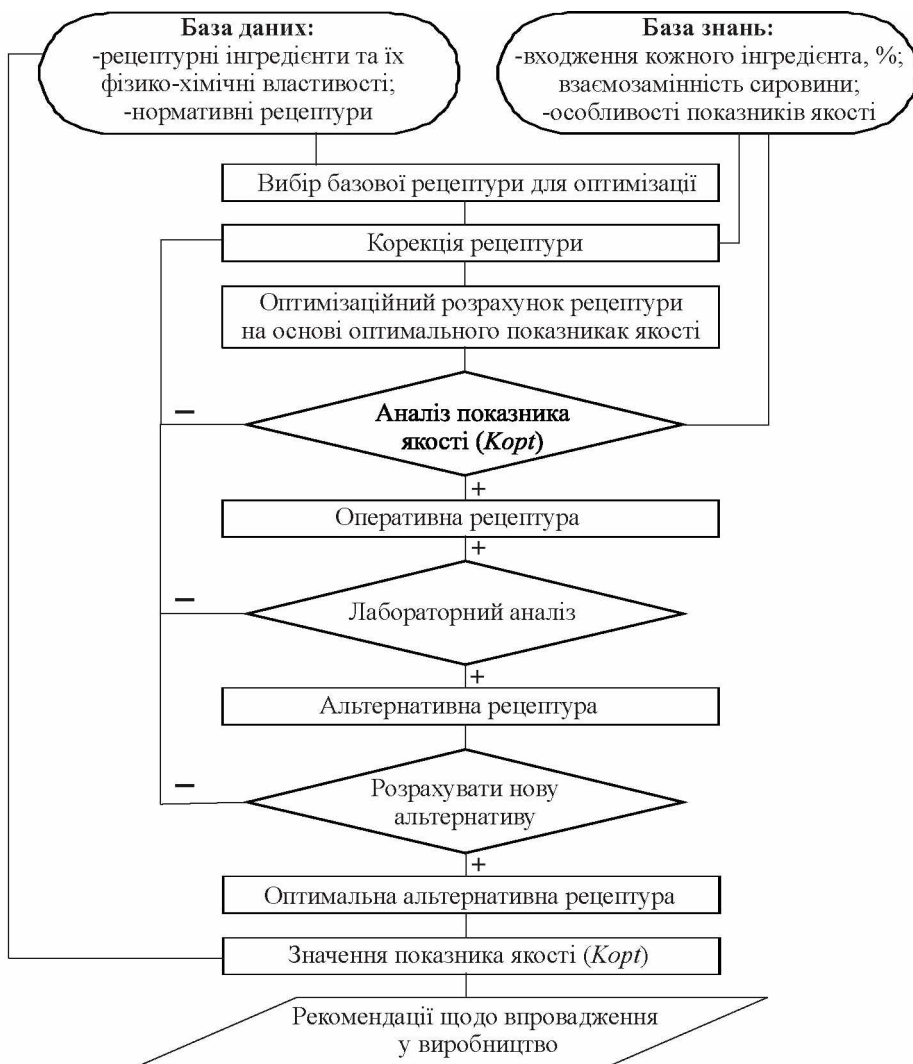 База даних:
-рецептурні інгредієнти та їх
фізико-хімічні властивості;
-нормативні рецептури
База знань:
-входження кожного інгредієнта, %;
взаємозамінність сировини;
-особливості показників якості
Вибір базової рецептури для оптимізації
Корекція рецептури
Оптимізаційний розрахунок рецептури
на основі оптимального показникак якості
–
Аналіз показника
якості (Kopt)
+
Оперативна рецептура
+
–
Лабораторний аналіз
+
Альтернативна рецептура
–
Розрахувати нову
альтернативу
+
Оптимальна альтернативна рецептура
Значення показника якості (Kopt)
Рекомендації щодо впровадження
у виробництво